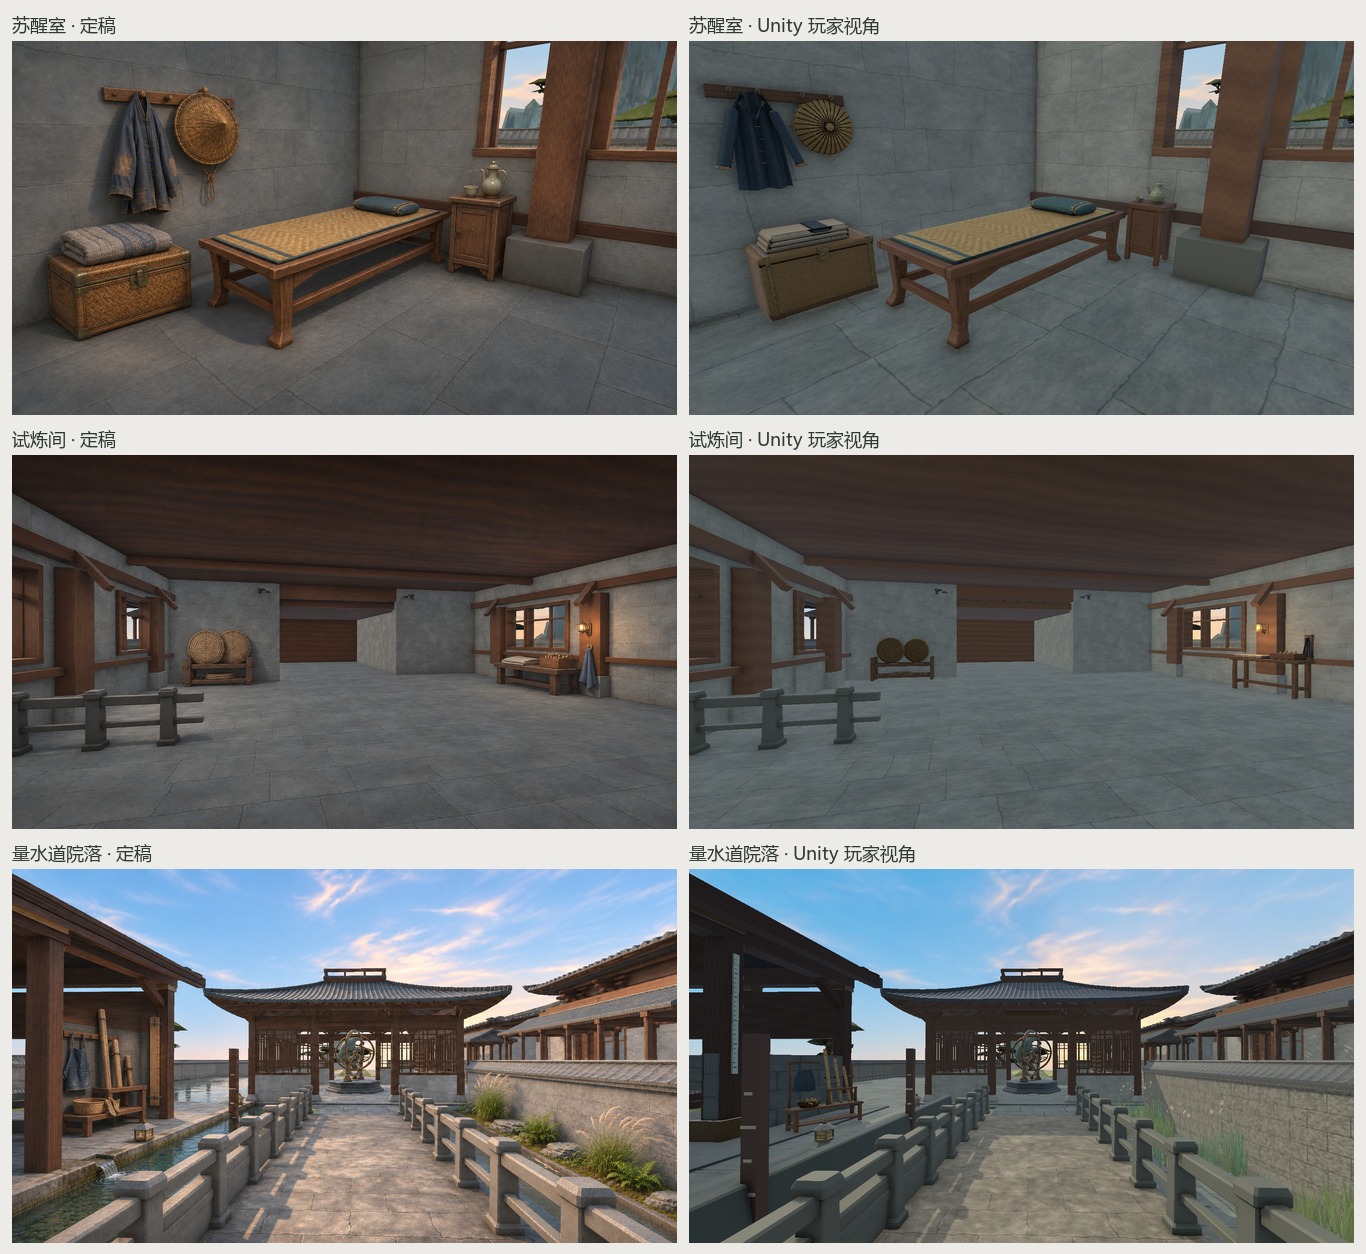 苏醒室 · 定稿
苏醒室 · Unity 玩家视角
试炼间 · 定稿
试炼间 · Unity 玩家视角
量水道院落 · 定稿
量水道院落 · Unity 玩家视角